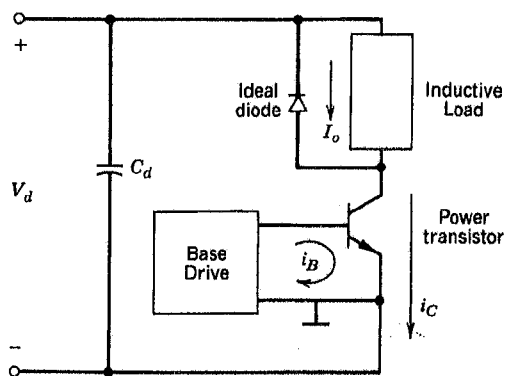 +
Ideal
diode
I_o
Inductive
Load
C_d
V_d
Base
Drive
i_B
Power
transistor
i_C
−